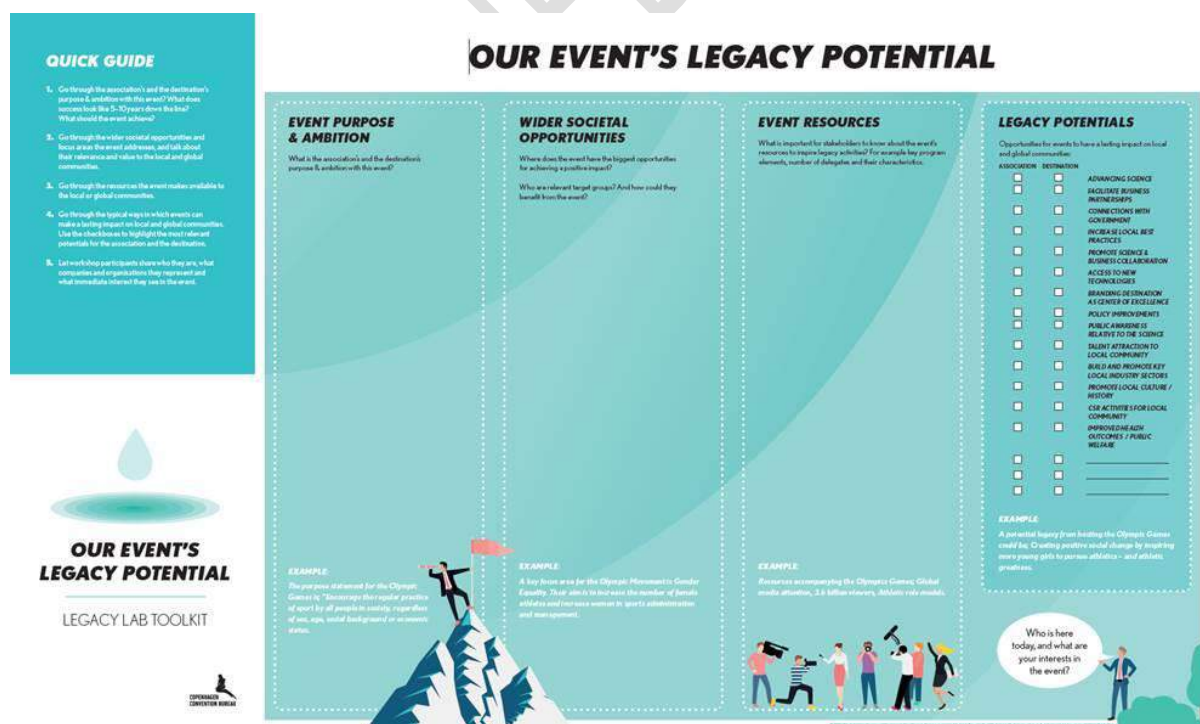 QUICK GUIDE
1. Go through the association's and the destination's
purpose & ambition with this event? What does
success look like 5-10 years down the line?
What should the event achieve?
2. Go through the wider societal opportunities and
focus areas the event addresses, and talk about
their relevance and value to the local and global
communities.
3. Go through the resources the event makes available to
the local or global communities.
4. Go through the typical ways in which events can
make a lasting impact on local and global communities.
Use the checkboxes to highlight the most relevant
potentials for the association and the destination.
5. Let workshop participants share who they are, what
companies and organisations they represent and
what immediate interest they see in the event.
OUR EVENT'S
LEGACY POTENTIAL
LEGACY LAB TOOLKIT
COPENHAGEN
CONVENTION BUREAU
OUR EVENT'S LEGACY POTENTIAL
EVENT PURPOSE
& AMBITION
What is the association's and the destination's
purpose & ambition with this event?
EXAMPLE:
The purpose statement for the Olympic
Games is; "Encourage the regular practice
of sport by all people in society, regardless
of sex, age, social background or economic
status.
WIDER SOCIETAL
OPPORTUNITIES
Where does the event have the biggest opportunities
for achieving a positive impact?
Who are relevant target groups? And how could they
benefit from the event?
EXAMPLE:
A key focus area for the Olympic Movement is Gender
Equality. Their aim is to increase the number of female
athletes and increase women in sports administration
and management.
EVENT RESOURCES
What is important for stakeholders to know about the event's
resources to inspire legacy activities? For example key program
elements, number of delegates and their characteristics.
EXAMPLE:
Resources accompanying the Olympics Games; Global
media attention, 3.6 billion viewers, Athletic role models.
LEGACY POTENTIALS
Opportunities for events to have a lasting impact on local
and global communities:
ASSOCIATION DESTINATION
ADVANCING SCIENCE
FACILITATE BUSINESS
PARTNERSHIPS
CONNECTIONS WITH
GOVERNMENT
INCREASE LOCAL BEST
PRACTICES
PROMOTE SCIENCE &
BUSINESS COLLABORATION
ACCESS TO NEW
TECHNOLOGIES
BRANDING DESTINATION
AS CENTER OF EXCELLENCE
POLICY IMPROVEMENTS
PUBLIC AWARENESS
RELATIVE TO THE SCIENCE
TALENT ATTRACTION TO
LOCAL COMMUNITY
BUILD AND PROMOTE KEY
LOCAL INDUSTRY SECTORS
PROMOTE LOCAL CULTURE /
HISTORY
CSR ACTIVITIES FOR LOCAL
COMMUNITY
IMPROVED HEALTH
OUTCOMES / PUBLIC
WELFARE
EXAMPLE:
A potential legacy from hosting the Olympic Games
could be; Creating positive social change by inspiring
more young girls to pursue athletics – and athletic
greatness.
Who is here
today, and what are
your interests in
the event?